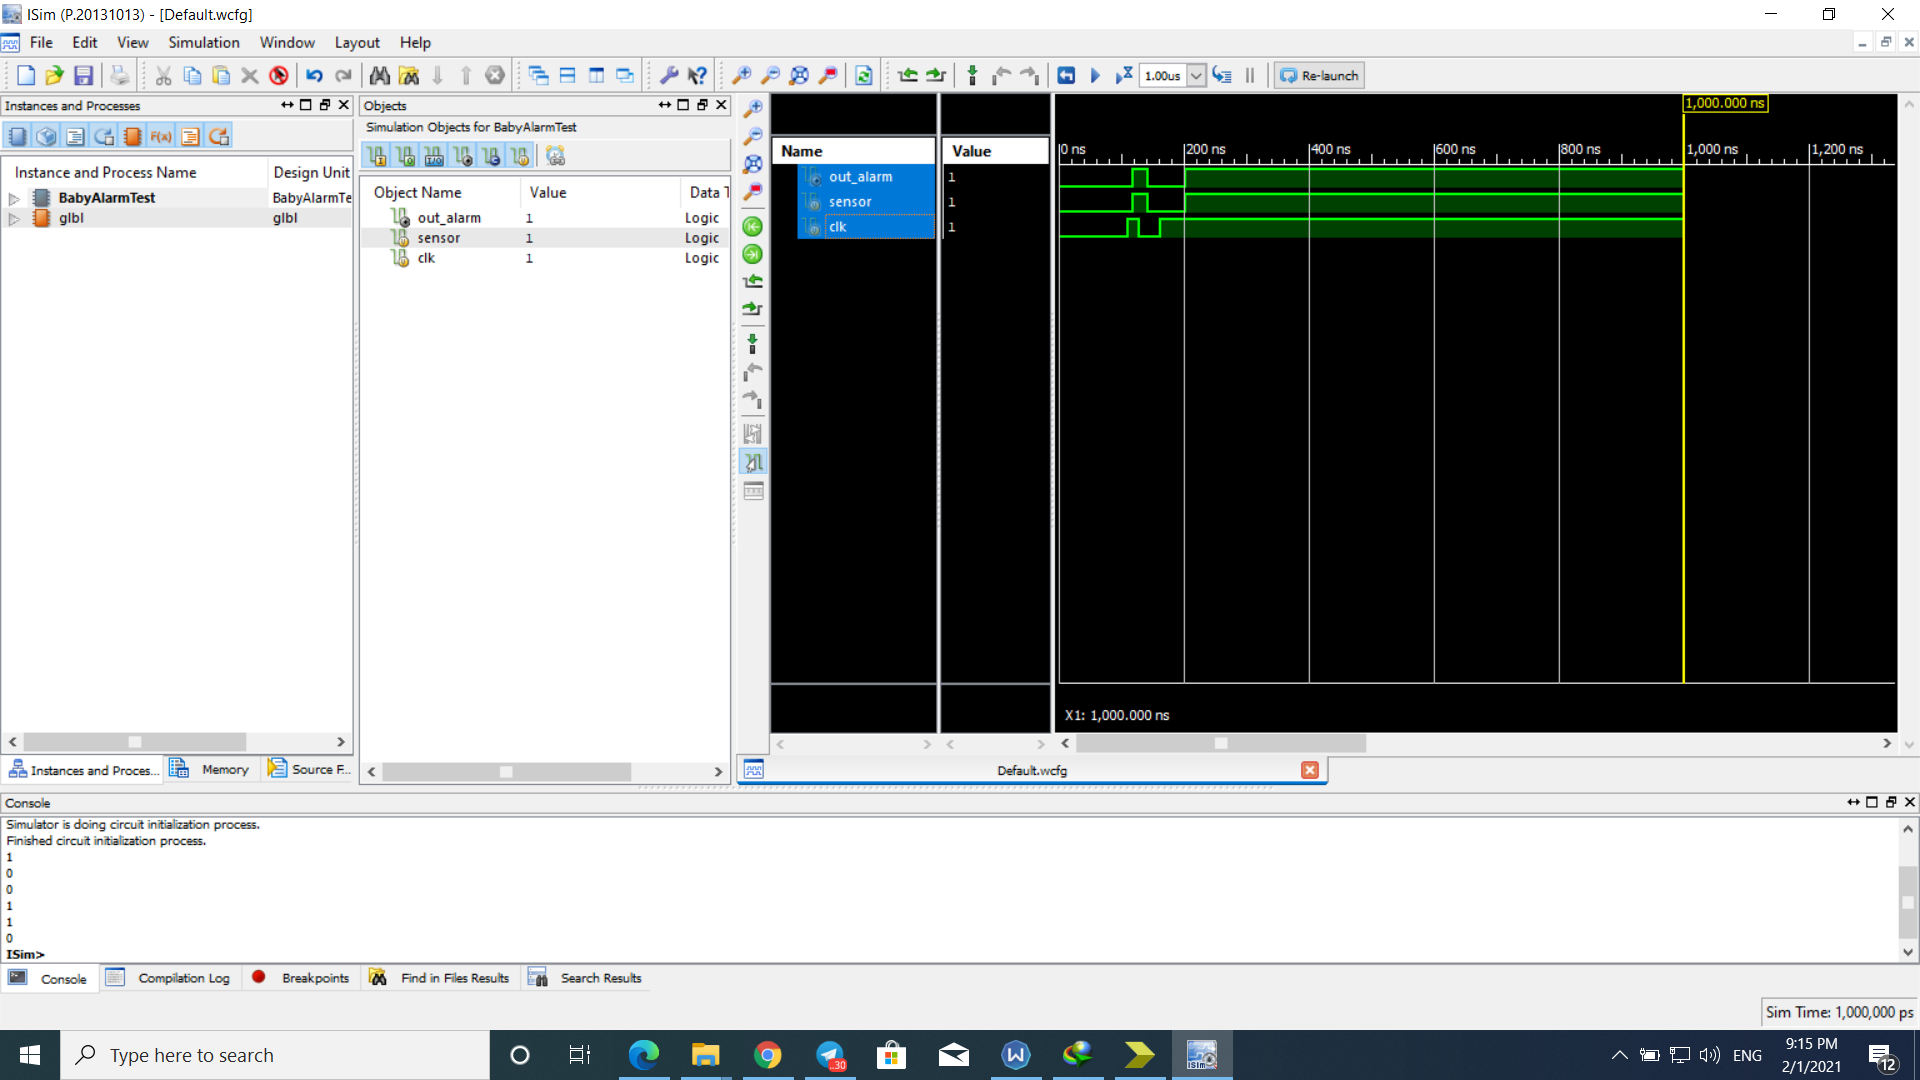 ISim (P.20131013) - [Default.wcfg]
File Edit View Simulation Window Layout Help
1.00us
Re-launch
Instances and Processes
Instance and Process Name Design Unit
BabyAlarmTest BabyAlarmTe
glbl glbl
Instances and Proces... Memory Source F...
Objects
Simulation Objects for BabyAlarmTest
Object Name Value Data T
out_alarm 1 Logic
sensor 1 Logic
clk 1 Logic
Name Value
out_alarm 1
sensor 1
clk 1
1,000.000 ns
0 ns 200 ns 400 ns 600 ns 800 ns 1,000 ns 1,200 ns
X1: 1,000.000 ns
Default.wcfg
Console
Simulator is doing circuit initialization process.
Finished circuit initialization process.
1
0
0
1
1
0
ISim>
Console Compilation Log Breakpoints Find in Files Results Search Results
Sim Time: 1,000,000 ps
Type here to search
..30
ISim
ENG
9:15 PM
2/1/2021
12